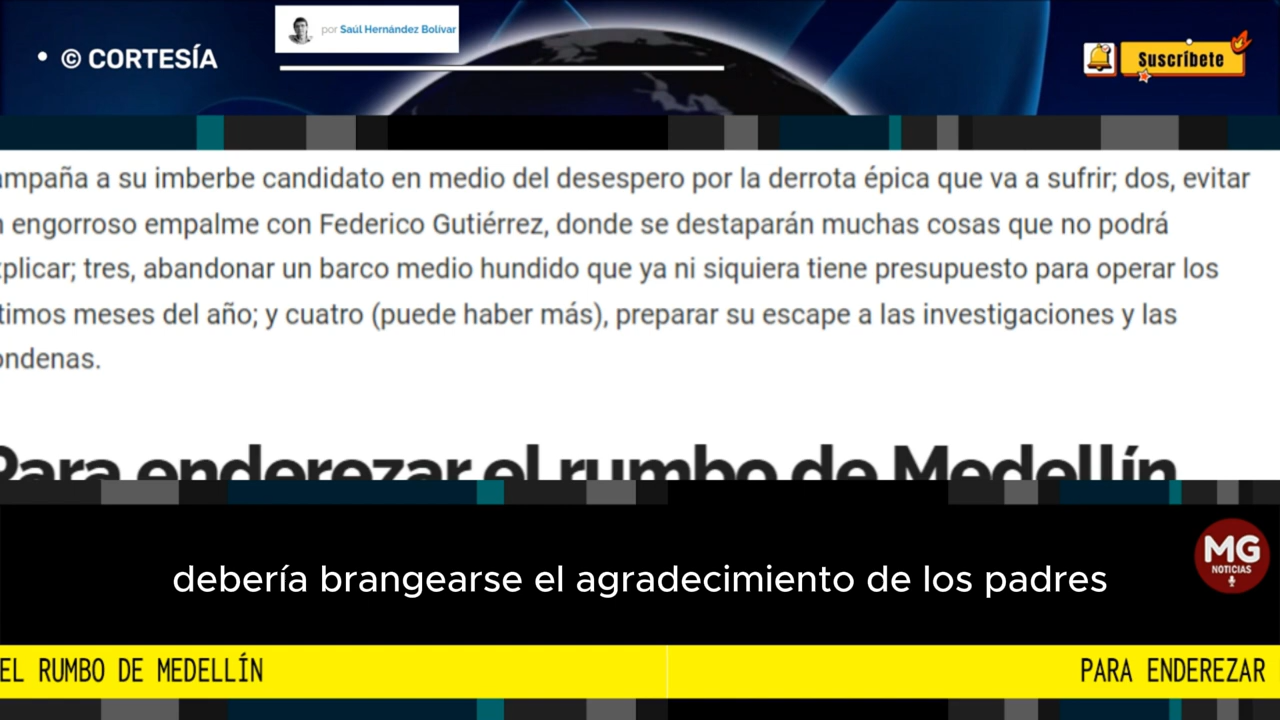 • © CORTESÍA
por Saúl Hernández Bolívar
Suscríbete
ampaña a su imberbe candidato en medio del desespero por la derrota épica que va a sufrir; dos, evitar
n engorroso empalme con Federico Gutiérrez, donde se destaparán muchas cosas que no podrá
xplicar; tres, abandonar un barco medio hundido que ya ni siquiera tiene presupuesto para operar los
timos meses del año; y cuatro (puede haber más), preparar su escape a las investigaciones y las
ondenas.
Para enderezar el rumbo de Medellín
MG
NOTICIAS
debería brangearse el agradecimiento de los padres
EL RUMBO DE MEDELLÍN
PARA ENDEREZAR